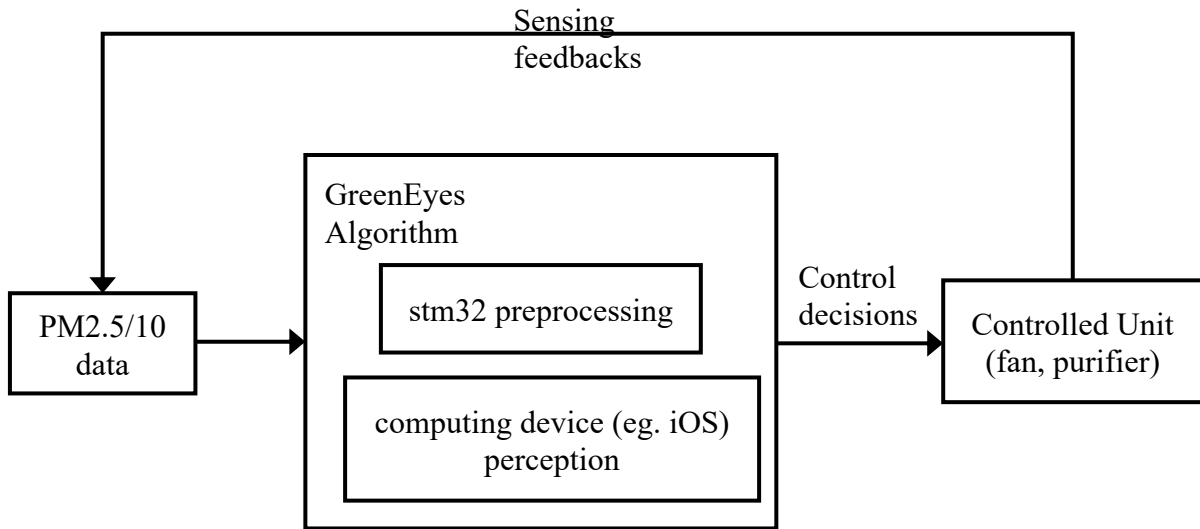 Sensing
feedbacks
GreenEyes
Algorithm
stm32 preprocessing
Control
decisions
PM2.5/10
data
Controlled Unit
(fan, purifier)
computing device (eg. iOS)
perception